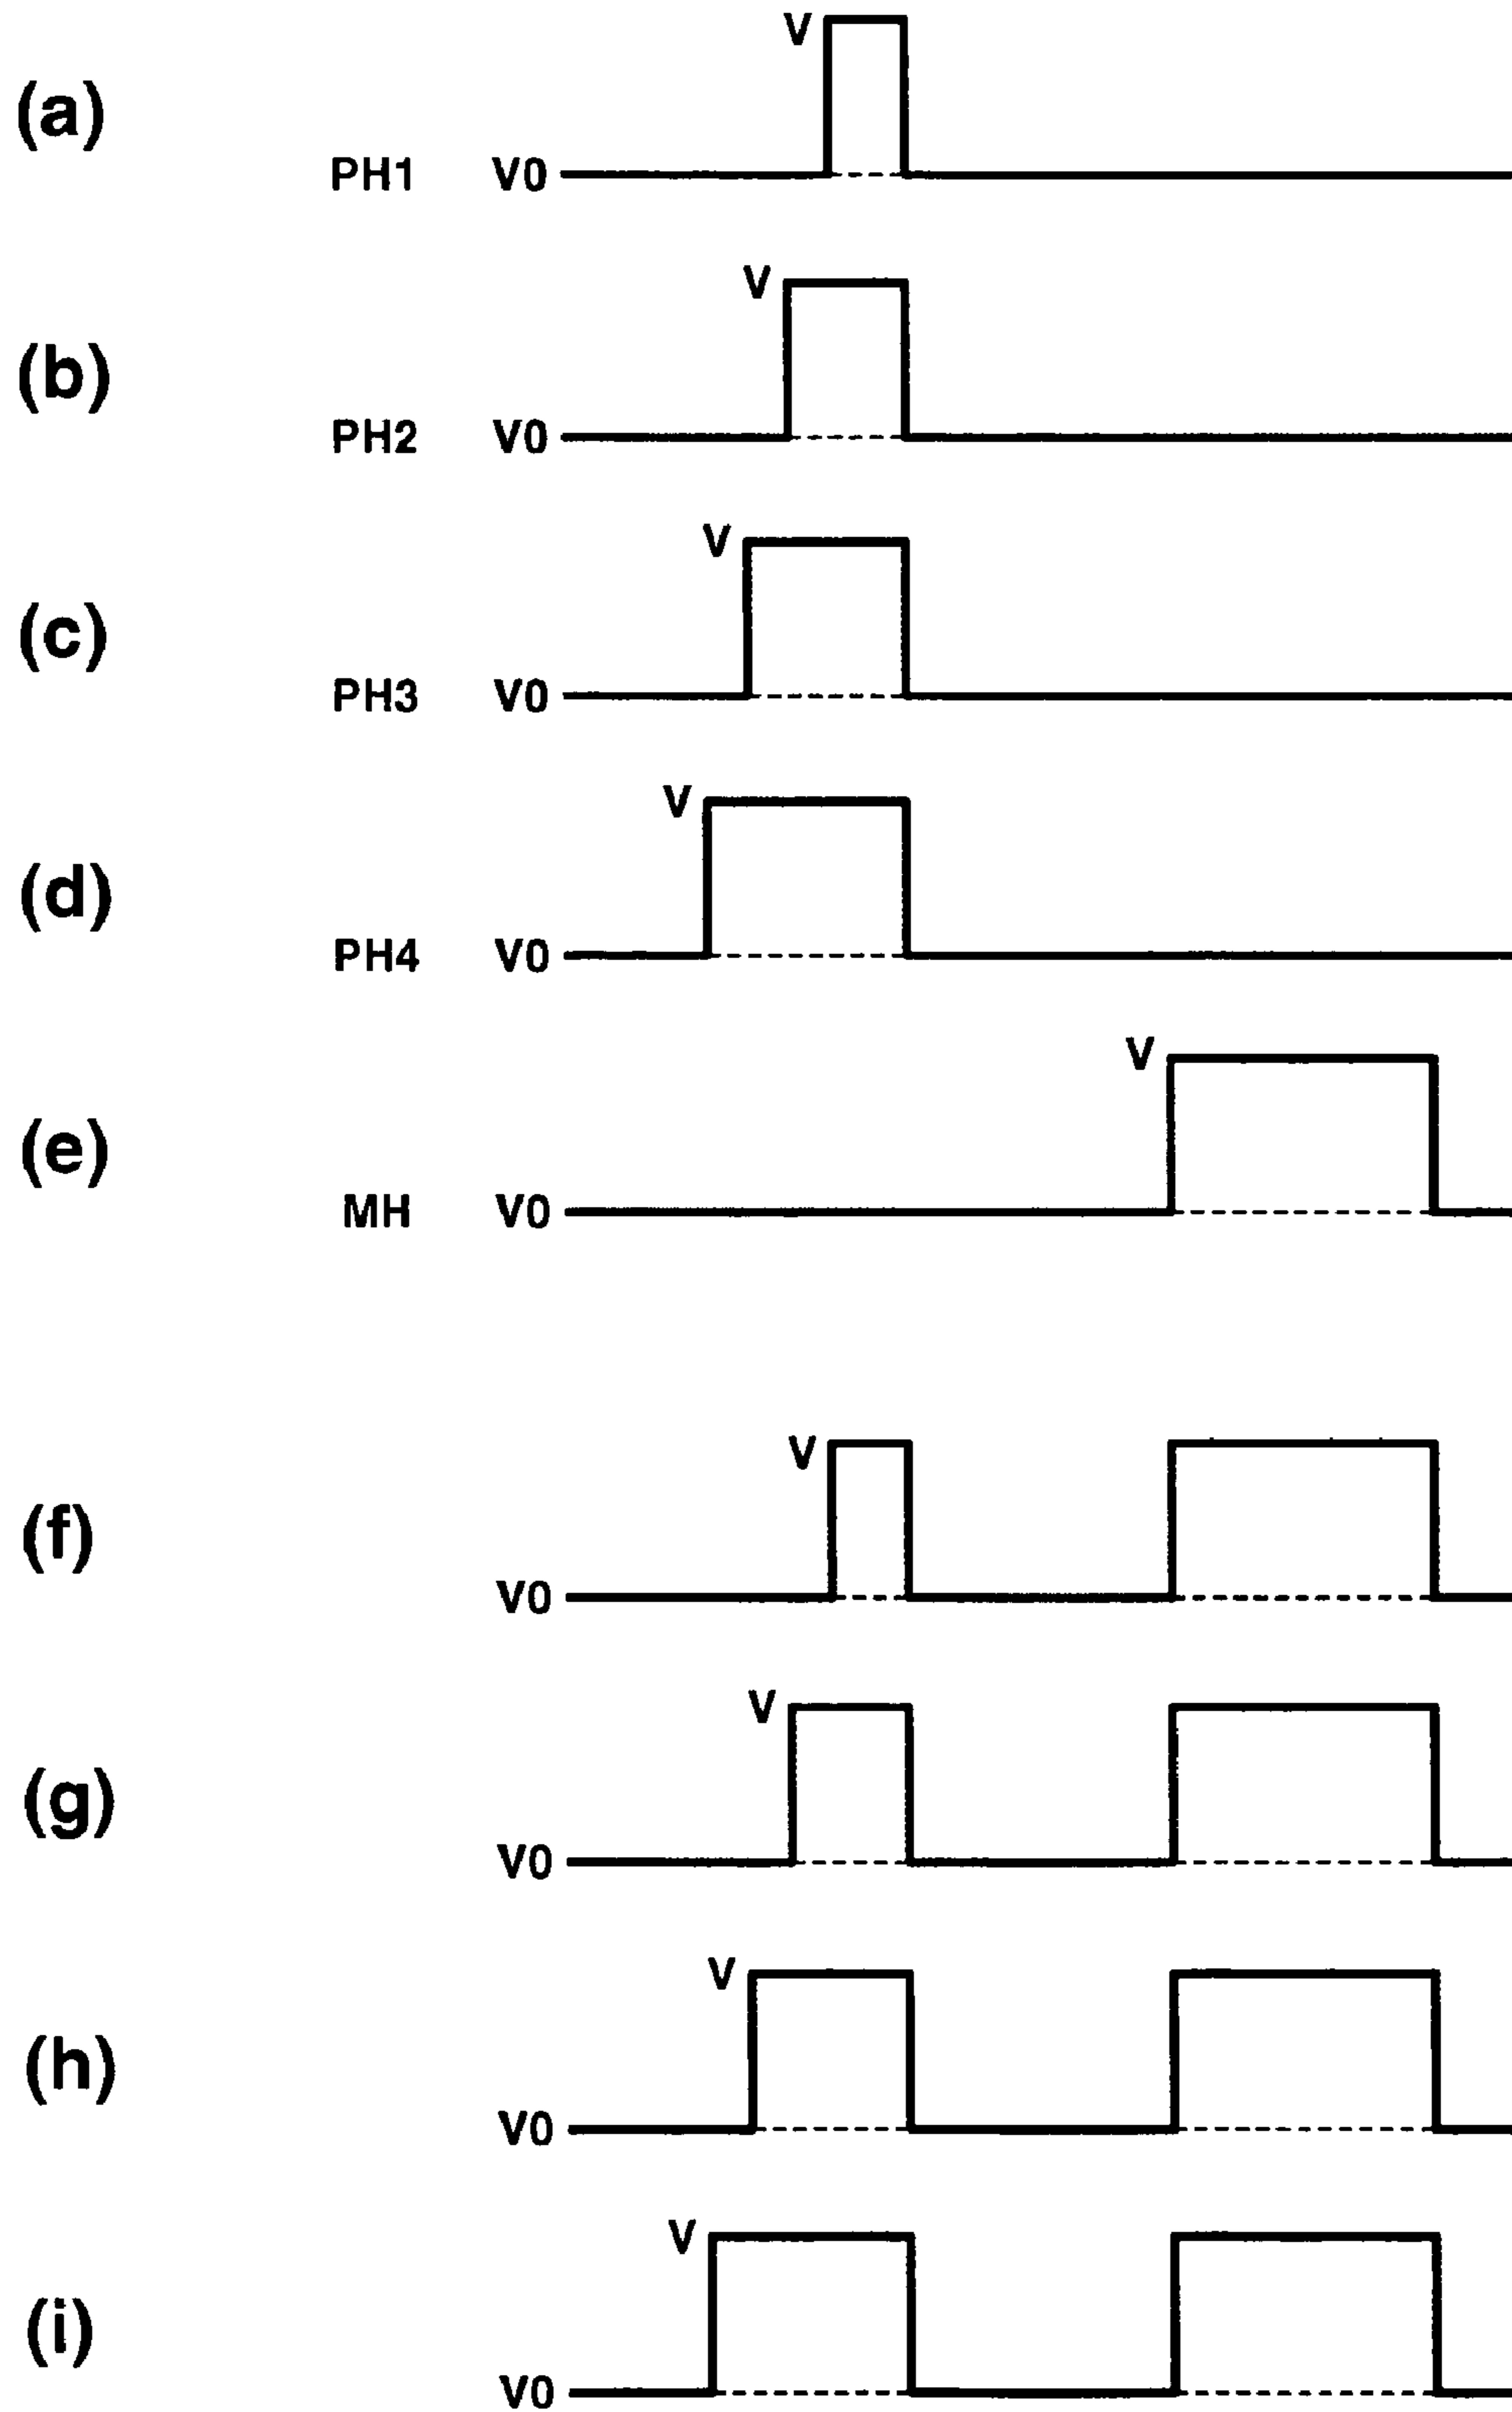 (a)
V
PH1 V0
(b)
V
PH2 V0
(c)
V
PH3 V0
(d)
V
PH4 V0
(e)
V
MH V0
(f)
V
V0
(g)
V
V0
(h)
V
V0
(i)
V
V0